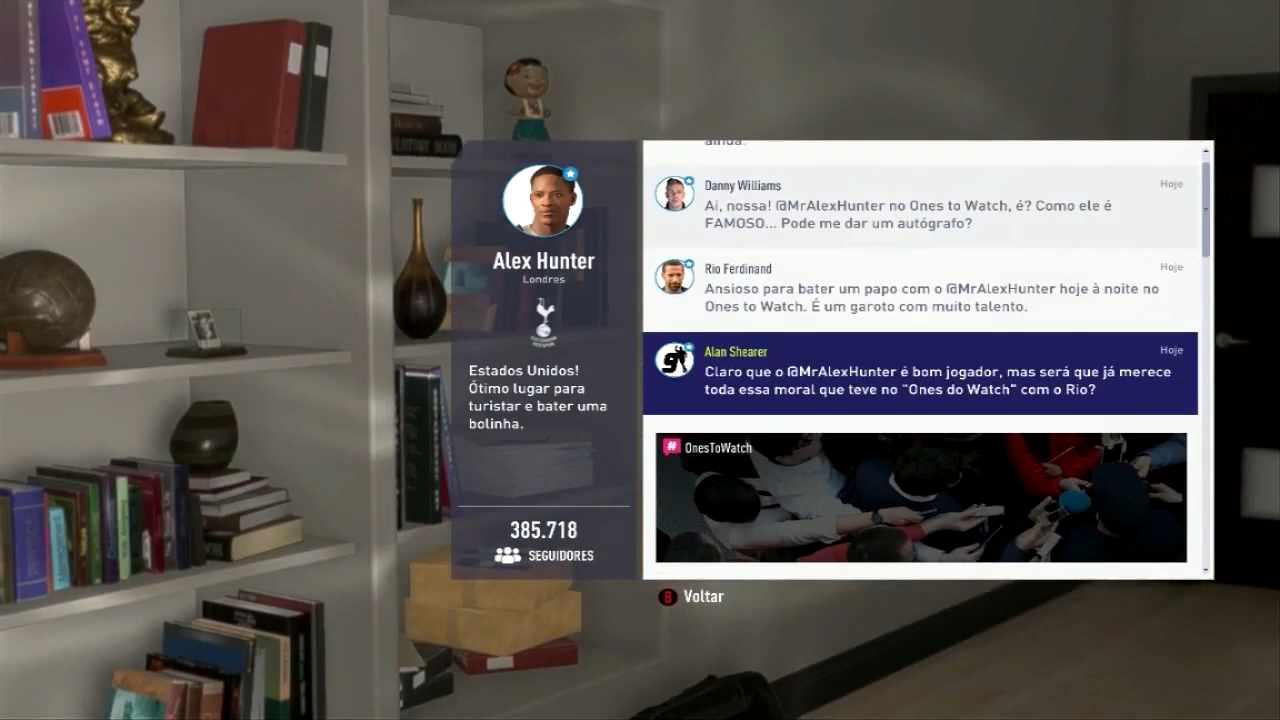 ainda.
Danny Williams
Hoje
Ai, nossa! @MrAlexHunter no Ones to Watch, é? Como ele é
FAMOSO... Pode me dar um autógrafo?
Rio Ferdinand
Hoje
Ansioso para bater um papo com o @MrAlexHunter hoje à noite no
Ones to Watch. É um garoto com muito talento.
Alan Shearer
Hoje
Claro que o @MrAlexHunter é bom jogador, mas será que já merece
toda essa moral que teve no "Ones do Watch" com o Rio?
# OnesToWatch
Alex Hunter
Londres
Estados Unidos!
Ótimo lugar para
turistar e bater uma
bolinha.
385.718
SEGUIDORES
B Voltar